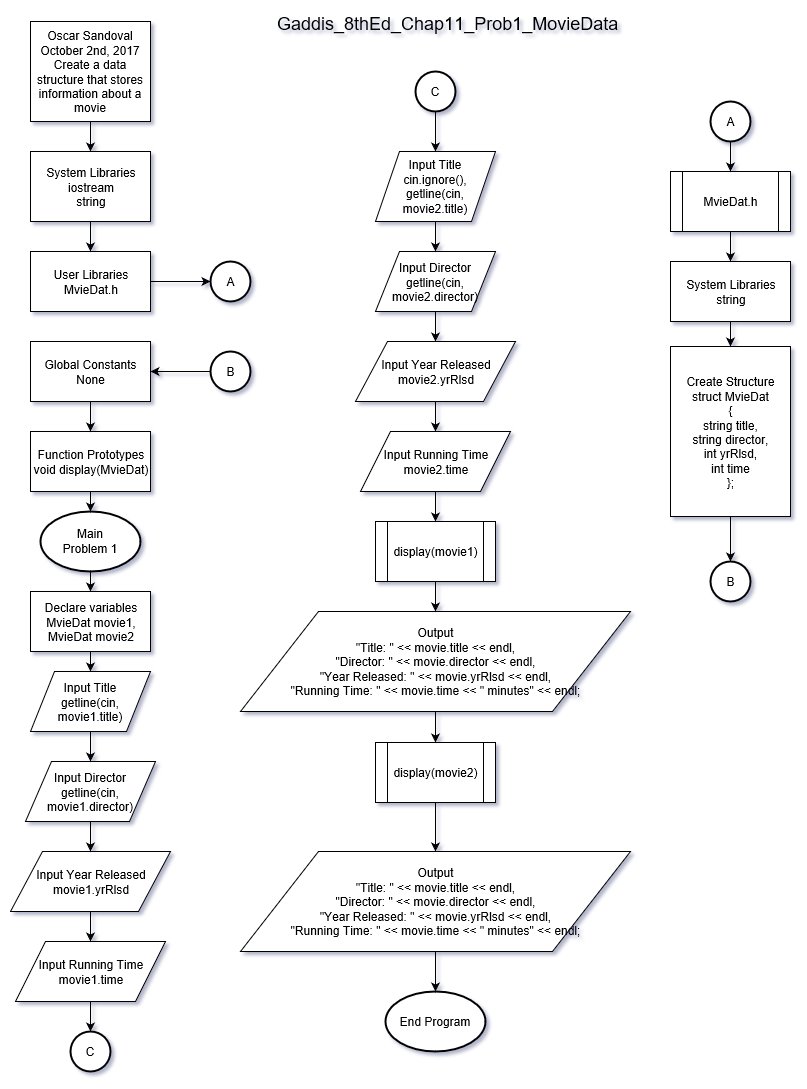 Gaddis_8thEd_Chap11_Prob1_MovieData
Oscar Sandoval
October 2nd, 2017
Create a data
structure that stores
information about a
movie
System Libraries
iostream
string
User Libraries
MvieDat.h
A
Global Constants
None
B
Function Prototypes
void display(MvieDat)
Main
Problem 1
Declare variables
MvieDat movie1,
MvieDat movie2
Input Title
getline(cin,
movie1.title)
Input Director
getline(cin,
movie1.director)
Input Year Released
movie1.yrRlsd
Input Running Time
movie1.time
C
C
Input Title
cin.ignore(),
getline(cin,
movie2.title)
Input Director
getline(cin,
movie2.director)
Input Year Released
movie2.yrRlsd
Input Running Time
movie2.time
display(movie1)
Output
"Title: " << movie.title << endl,
"Director: " << movie.director << endl,
"Year Released: " << movie.yrRlsd << endl,
"Running Time: " << movie.time << " minutes" << endl;
display(movie2)
Output
"Title: " << movie.title << endl,
"Director: " << movie.director << endl,
"Year Released: " << movie.yrRlsd << endl,
"Running Time: " << movie.time << " minutes" << endl;
End Program
A
MvieDat.h
System Libraries
string
Create Structure
struct MvieDat
{
string title,
string director,
int yrRlsd,
int time
};
B